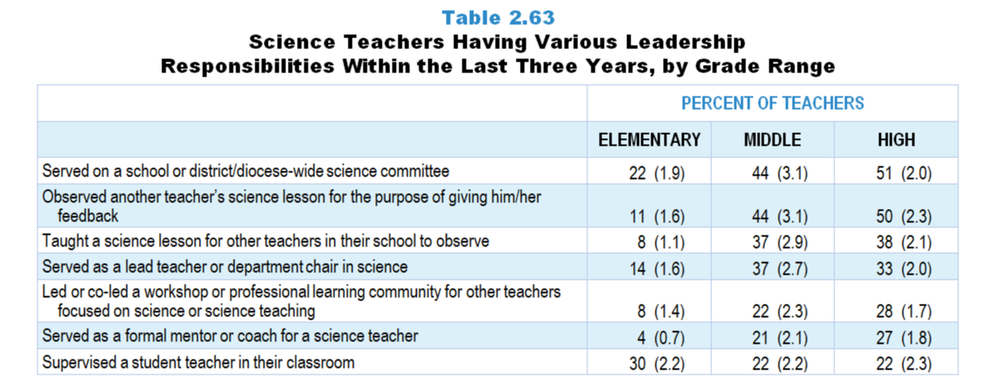 Table 2.63
Science Teachers Having Various Leadership
Responsibilities Within the Last Three Years, by Grade Range
PERCENT OF TEACHERS
ELEMENTARY MIDDLE HIGH
Served on a school or district/diocese-wide science committee 22 (1.9) 44 (3.1) 51 (2.0)
Observed another teacher’s science lesson for the purpose of giving him/her
feedback 11 (1.6) 44 (3.1) 50 (2.3)
Taught a science lesson for other teachers in their school to observe 8 (1.1) 37 (2.9) 38 (2.1)
Served as a lead teacher or department chair in science 14 (1.6) 37 (2.7) 33 (2.0)
Led or co-led a workshop or professional learning community for other teachers
focused on science or science teaching 8 (1.4) 22 (2.3) 28 (1.7)
Served as a formal mentor or coach for a science teacher 4 (0.7) 21 (2.1) 27 (1.8)
Supervised a student teacher in their classroom 30 (2.2) 22 (2.2) 22 (2.3)